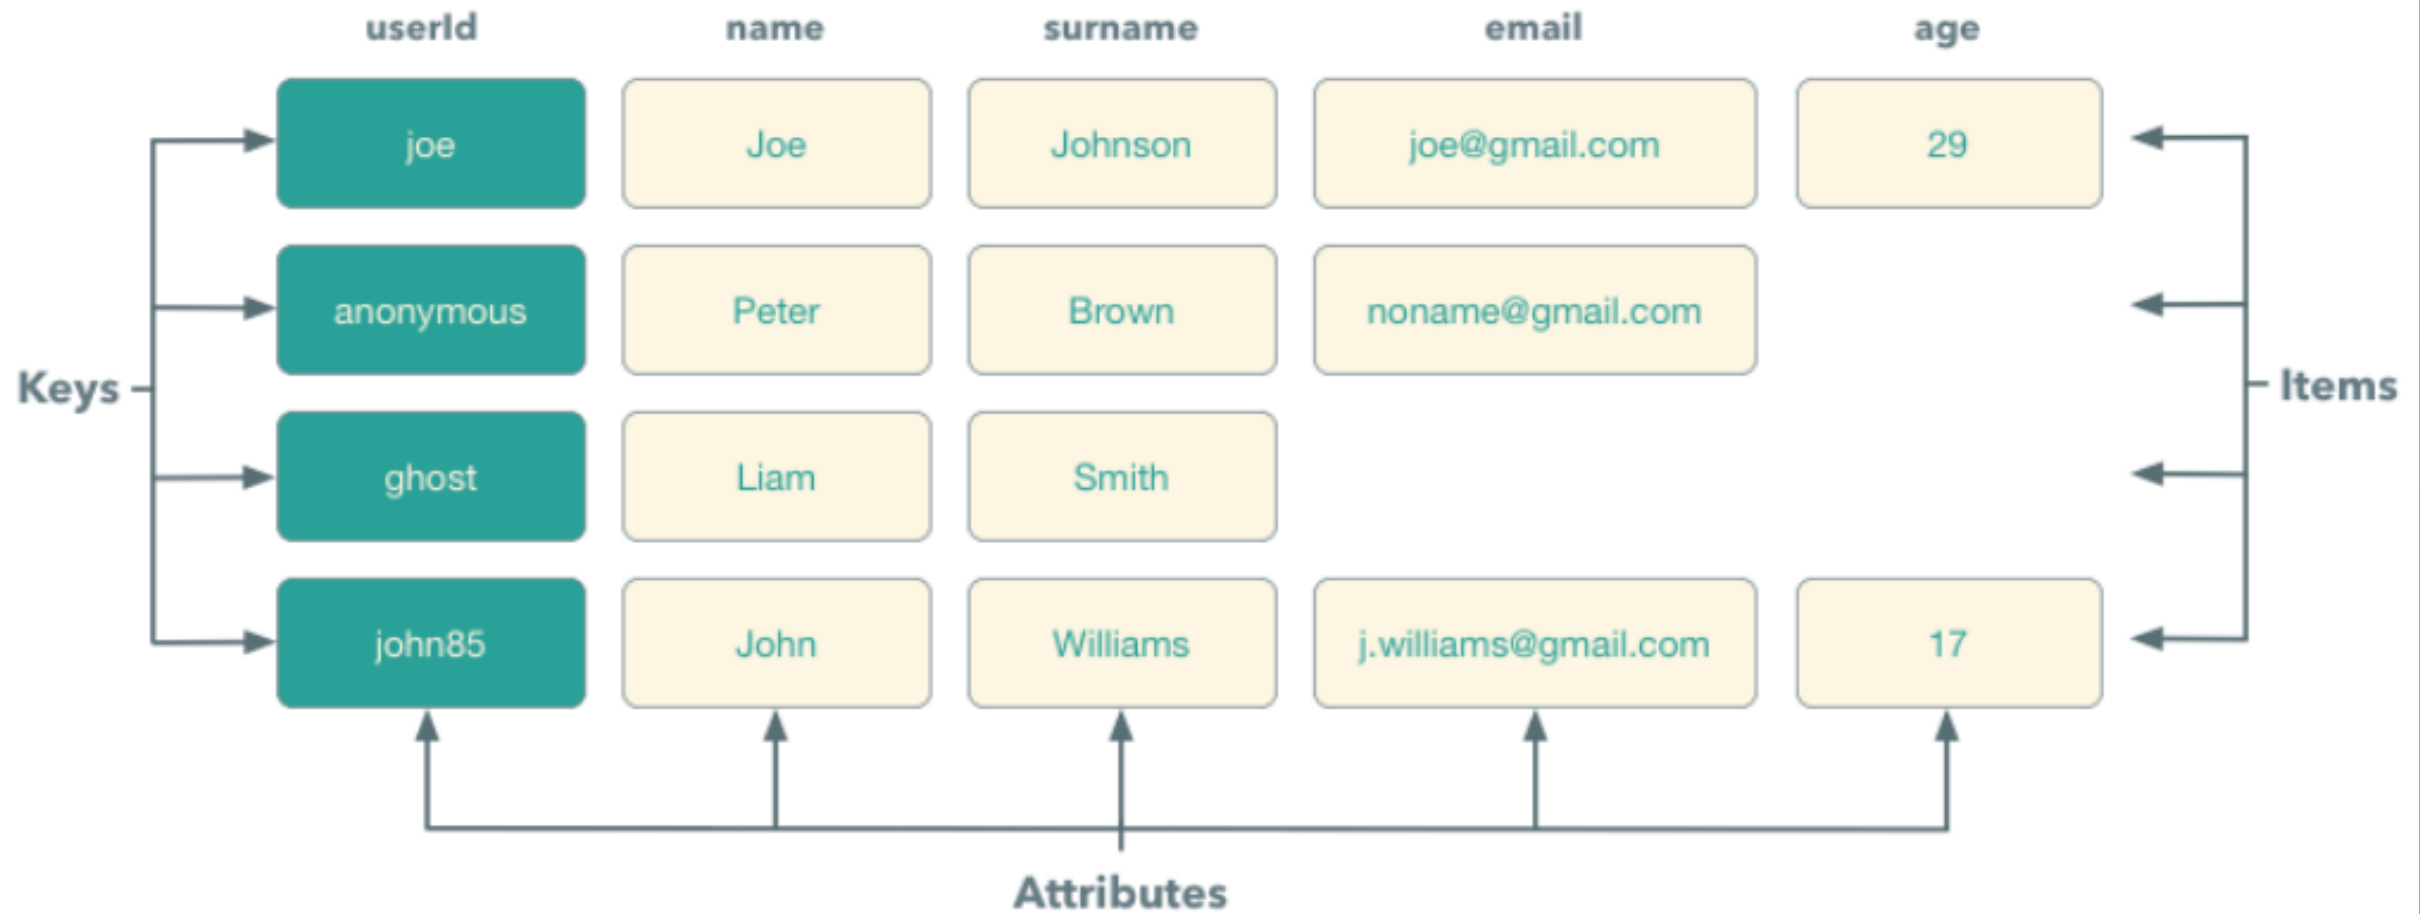 userId name surname email age
joe Joe Johnson joe@gmail.com 29
anonymous Peter Brown noname@gmail.com
Keys Items
ghost Liam Smith
john85 John Williams j.williams@gmail.com 17
Attributes